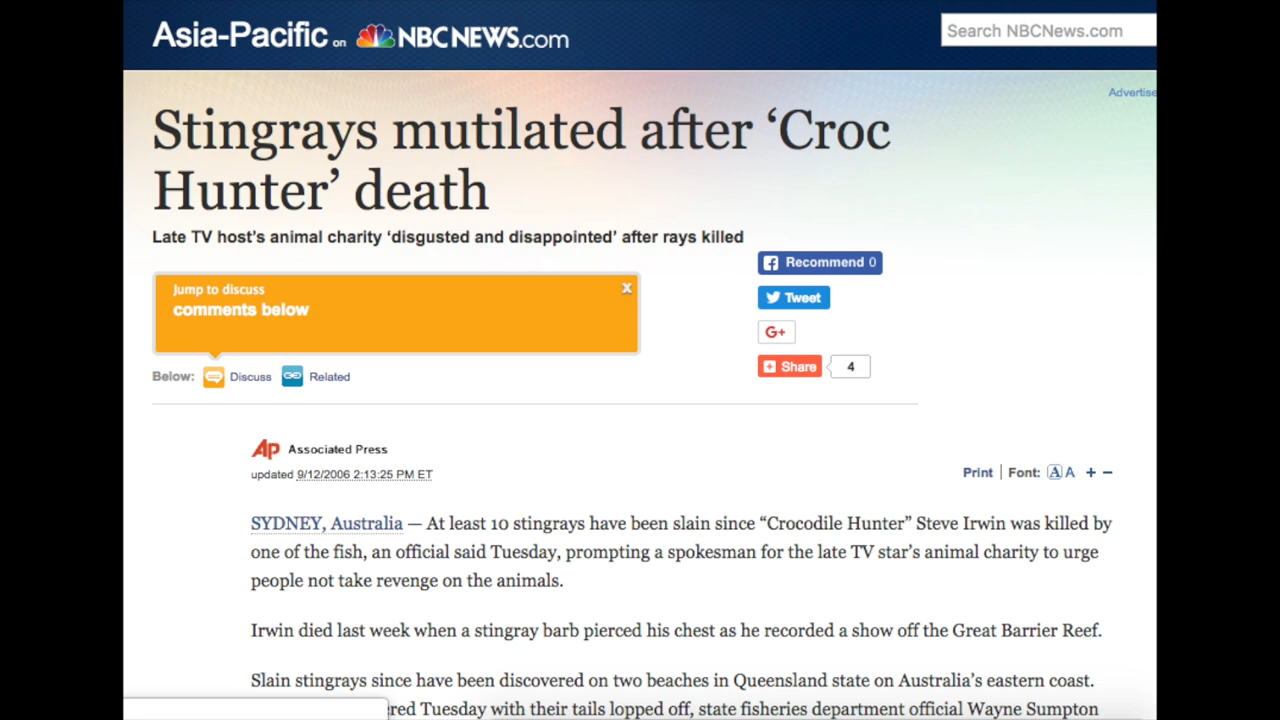 Asia-Pacific on NBCNEWS.com
Search NBCNews.com
Advertise
Stingrays mutilated after ‘Croc
Hunter’ death
Late TV host’s animal charity ‘disgusted and disappointed’ after rays killed
Recommend 0
Jump to discuss
x
comments below
Tweet
G+
Share 4
Below: Discuss Related
AP Associated Press
updated 9/12/2006 2:13:25 PM ET
Print | Font: A A + −
SYDNEY, Australia — At least 10 stingrays have been slain since “Crocodile Hunter” Steve Irwin was killed by
one of the fish, an official said Tuesday, prompting a spokesman for the late TV star’s animal charity to urge
people not take revenge on the animals.
Irwin died last week when a stingray barb pierced his chest as he recorded a show off the Great Barrier Reef.
Slain stingrays since have been discovered on two beaches in Queensland state on Australia’s eastern coast.
ered Tuesday with their tails lopped off, state fisheries department official Wayne Sumpton